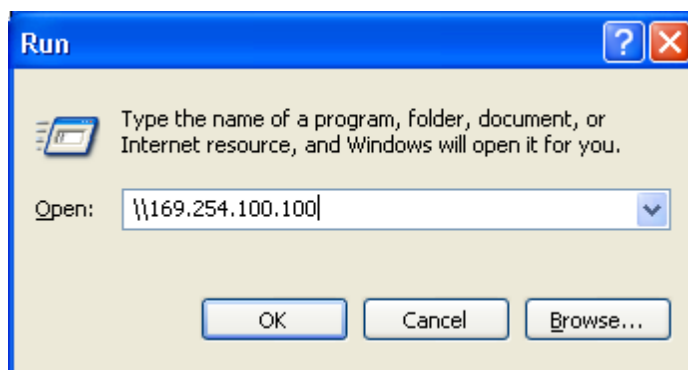 Run
Type the name of a program, folder, document, or
Internet resource, and Windows will open it for you.
Open: \\169.254.100.100
OK Cancel Browse...